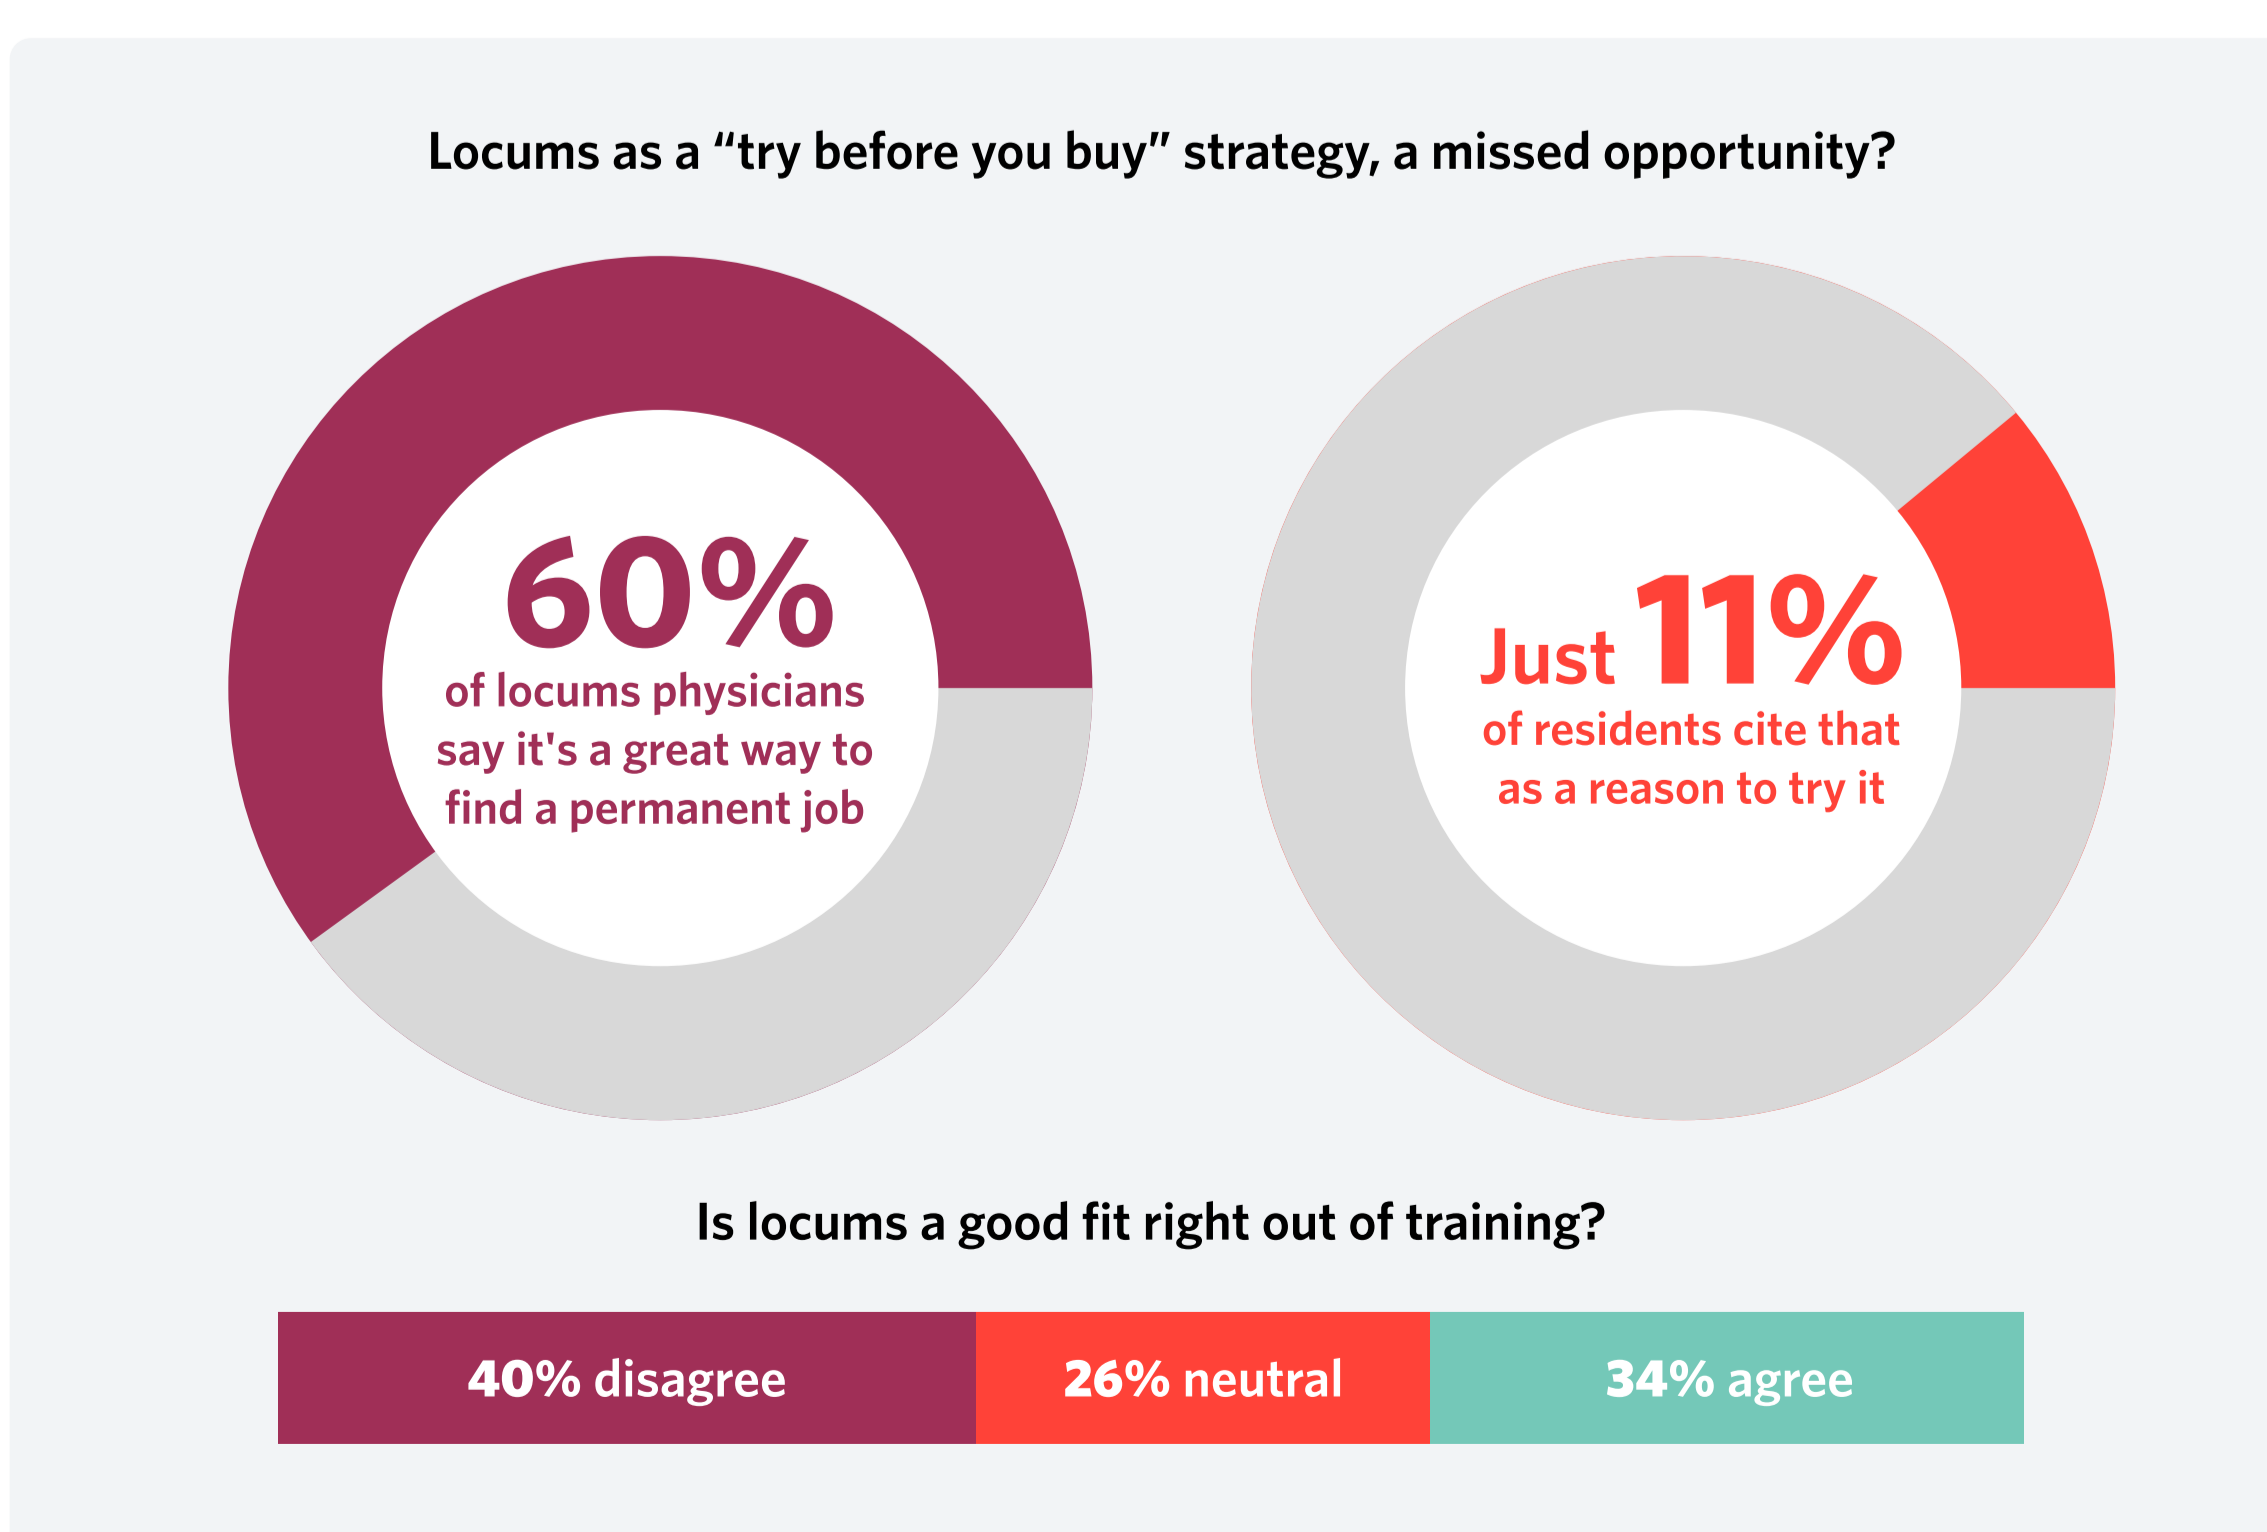 Locums as a “try before you buy” strategy, a missed opportunity?
60%
of locums physicians
say it's a great way to
find a permanent job
Just 11%
of residents cite that
as a reason to try it
Is locums a good fit right out of training?
40% disagree
26% neutral
34% agree